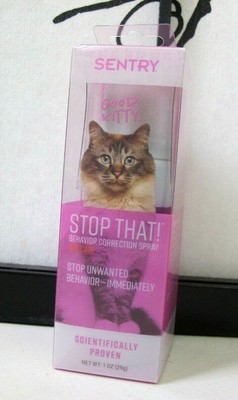 SENTRY
GOOD
KITTY
STOP THAT!
BEHAVIOR CORRECTION SPRAY
STOP UNWANTED
BEHAVIOR—IMMEDIATELY
SCIENTIFICALLY
PROVEN
NET WT 1 OZ (28g)